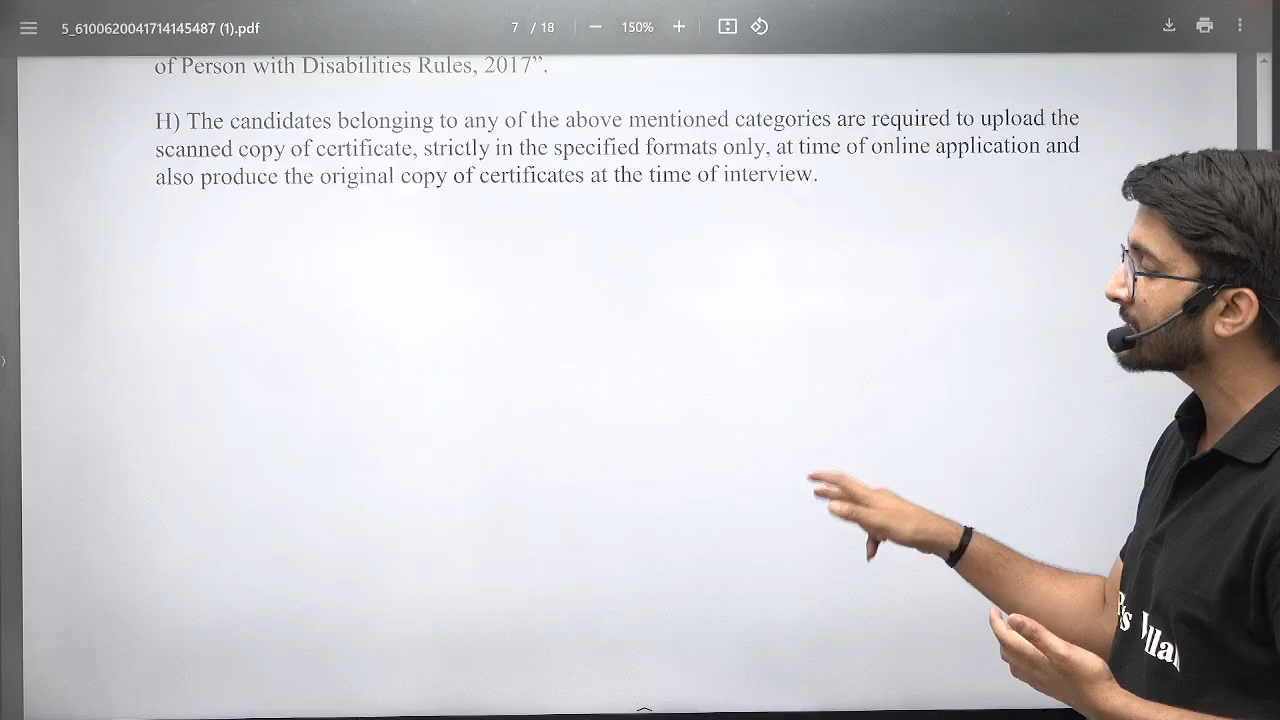 5_6100620041714145487 (1).pdf
7 / 18
150%
of Person with Disabilities Rules, 2017”.
H) The candidates belonging to any of the above mentioned categories are required to upload the
scanned copy of certificate, strictly in the specified formats only, at time of online application and
also produce the original copy of certificates at the time of interview.